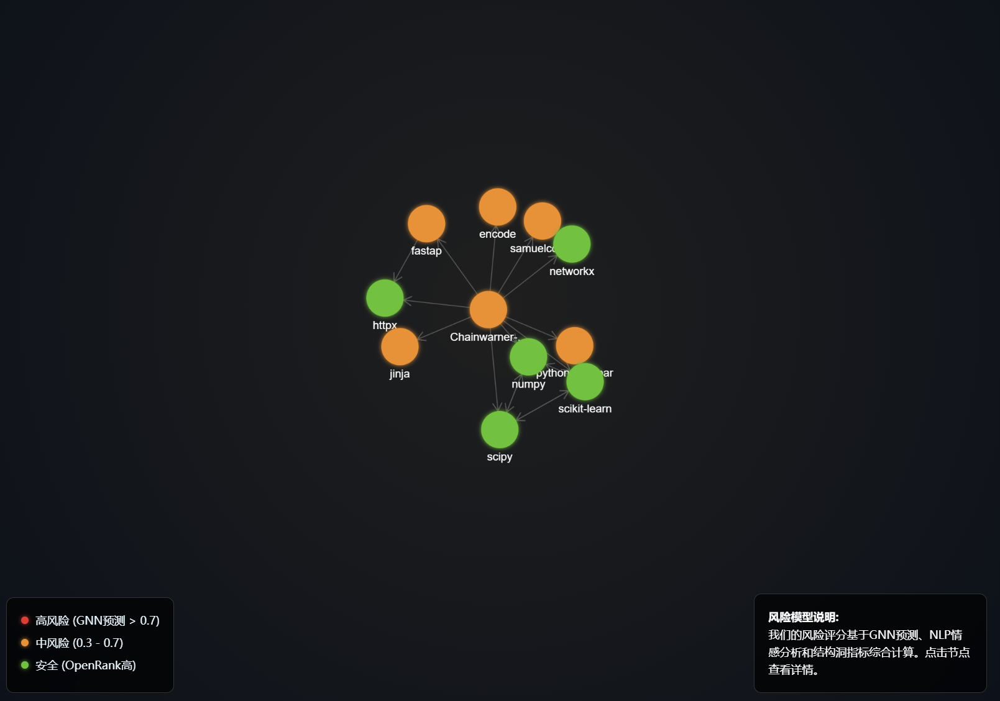 encode
fastap
samuelco
networkx
httpx
Chainwarner-.
jinja
python
ar
numpy
scikit-learn
scipy
高风险 (GNN预测 > 0.7)
中风险 (0.3 - 0.7)
安全 (OpenRank高)
风险模型说明:
我们的风险评分基于GNN预测、NLP情
感分析和结构洞指标综合计算。点击节点
查看详情。